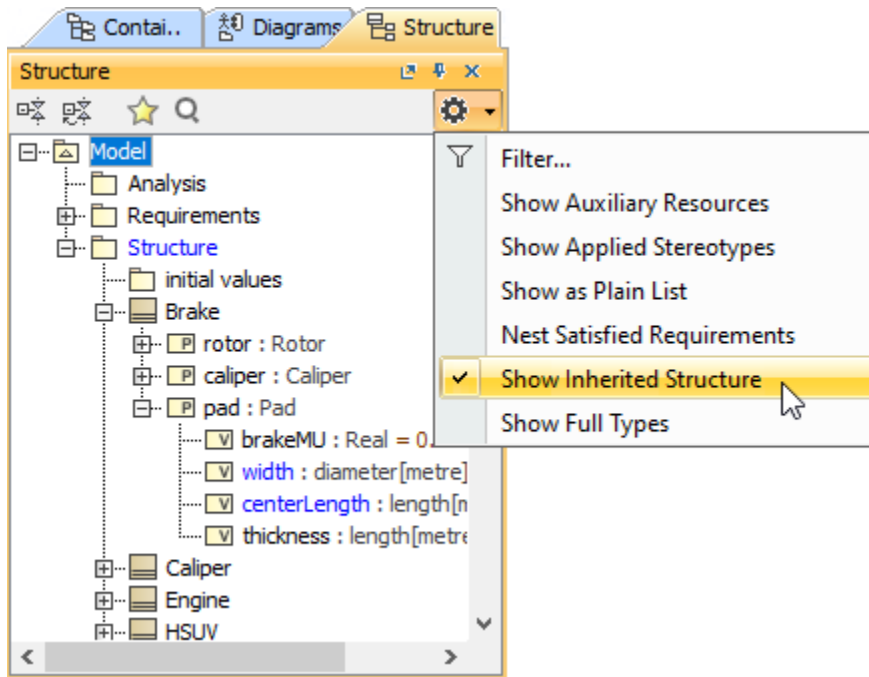 Contai.. Diagrams Structure
Structure
Model
Analysis
Requirements
Structure
initial values
Brake
rotor : Rotor
caliper : Caliper
pad : Pad
brakeMU : Real = 0.
width : diameter[metre]
centerLength : length[m
thickness : length[metre
Caliper
Engine
HSUV
Filter...
Show Auxiliary Resources
Show Applied Stereotypes
Show as Plain List
Nest Satisfied Requirements
Show Inherited Structure
Show Full Types